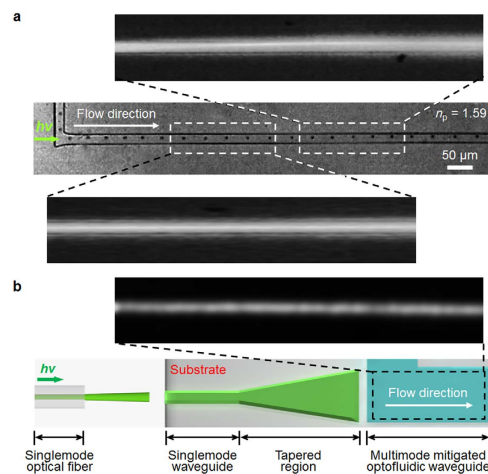 a
Flow direction
nₚ = 1.59
hv
50 µm
b
hv
Substrate
Flow direction
Singlemode optical fiber
Singlemode waveguide
Tapered region
Multimode mitigated optofluidic waveguide